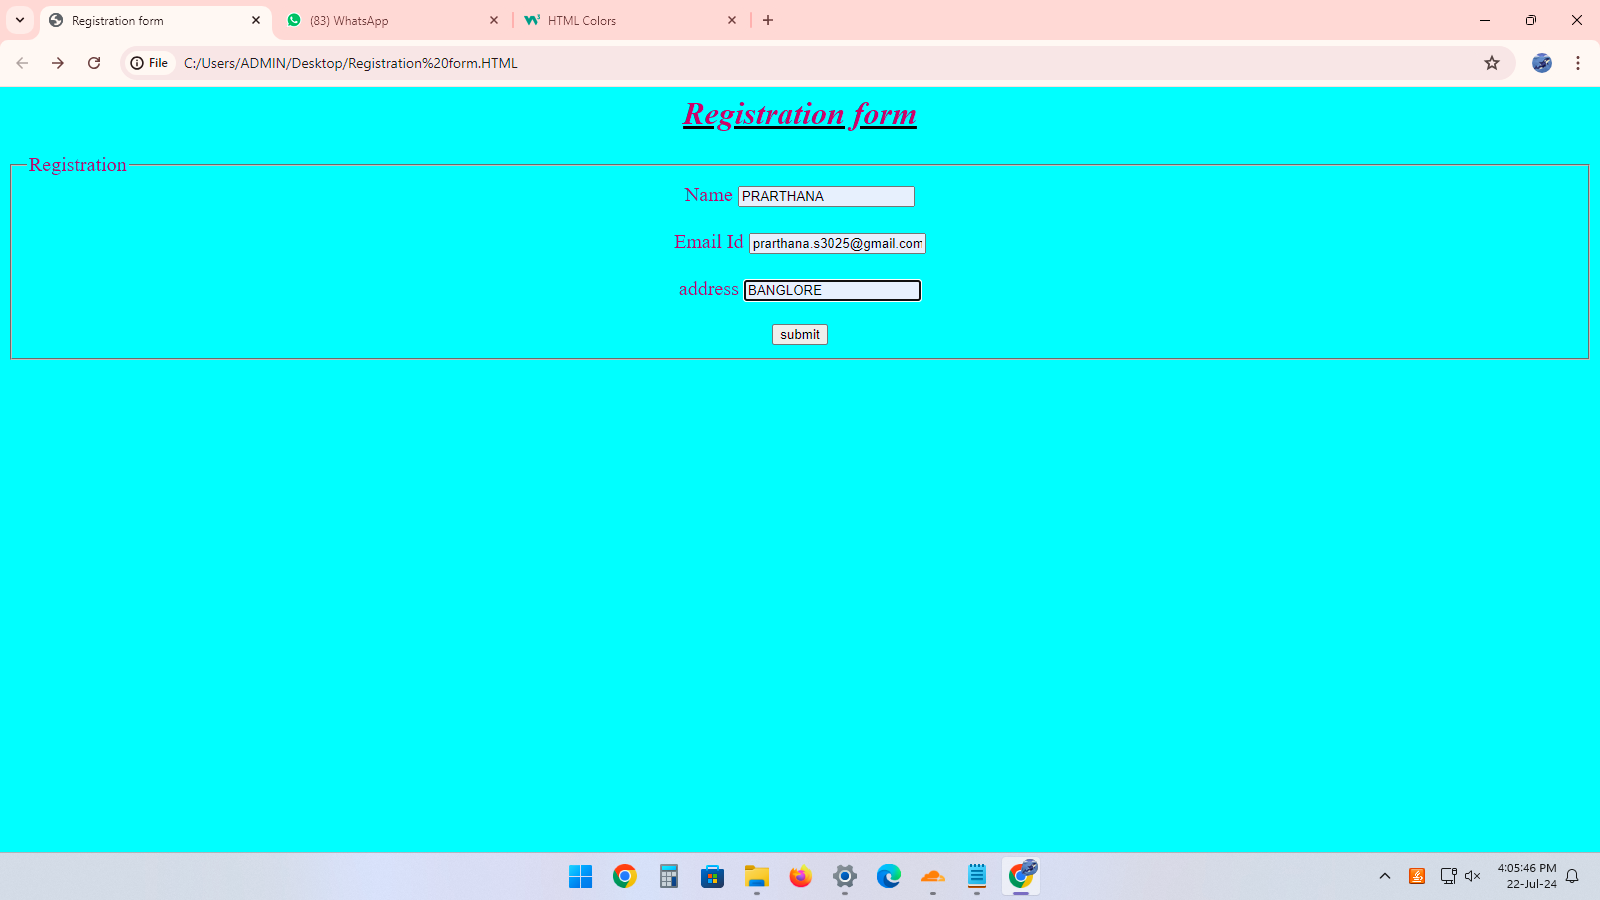 Registration form
(83) WhatsApp
HTML Colors
File C:/Users/ADMIN/Desktop/Registration%20form.HTML
Registration form
Registration
Name PRARTHANA
Email Id prarthana.s3025@gmail.com
address BANGLORE
submit
4:05:46 PM
22-Jul-24